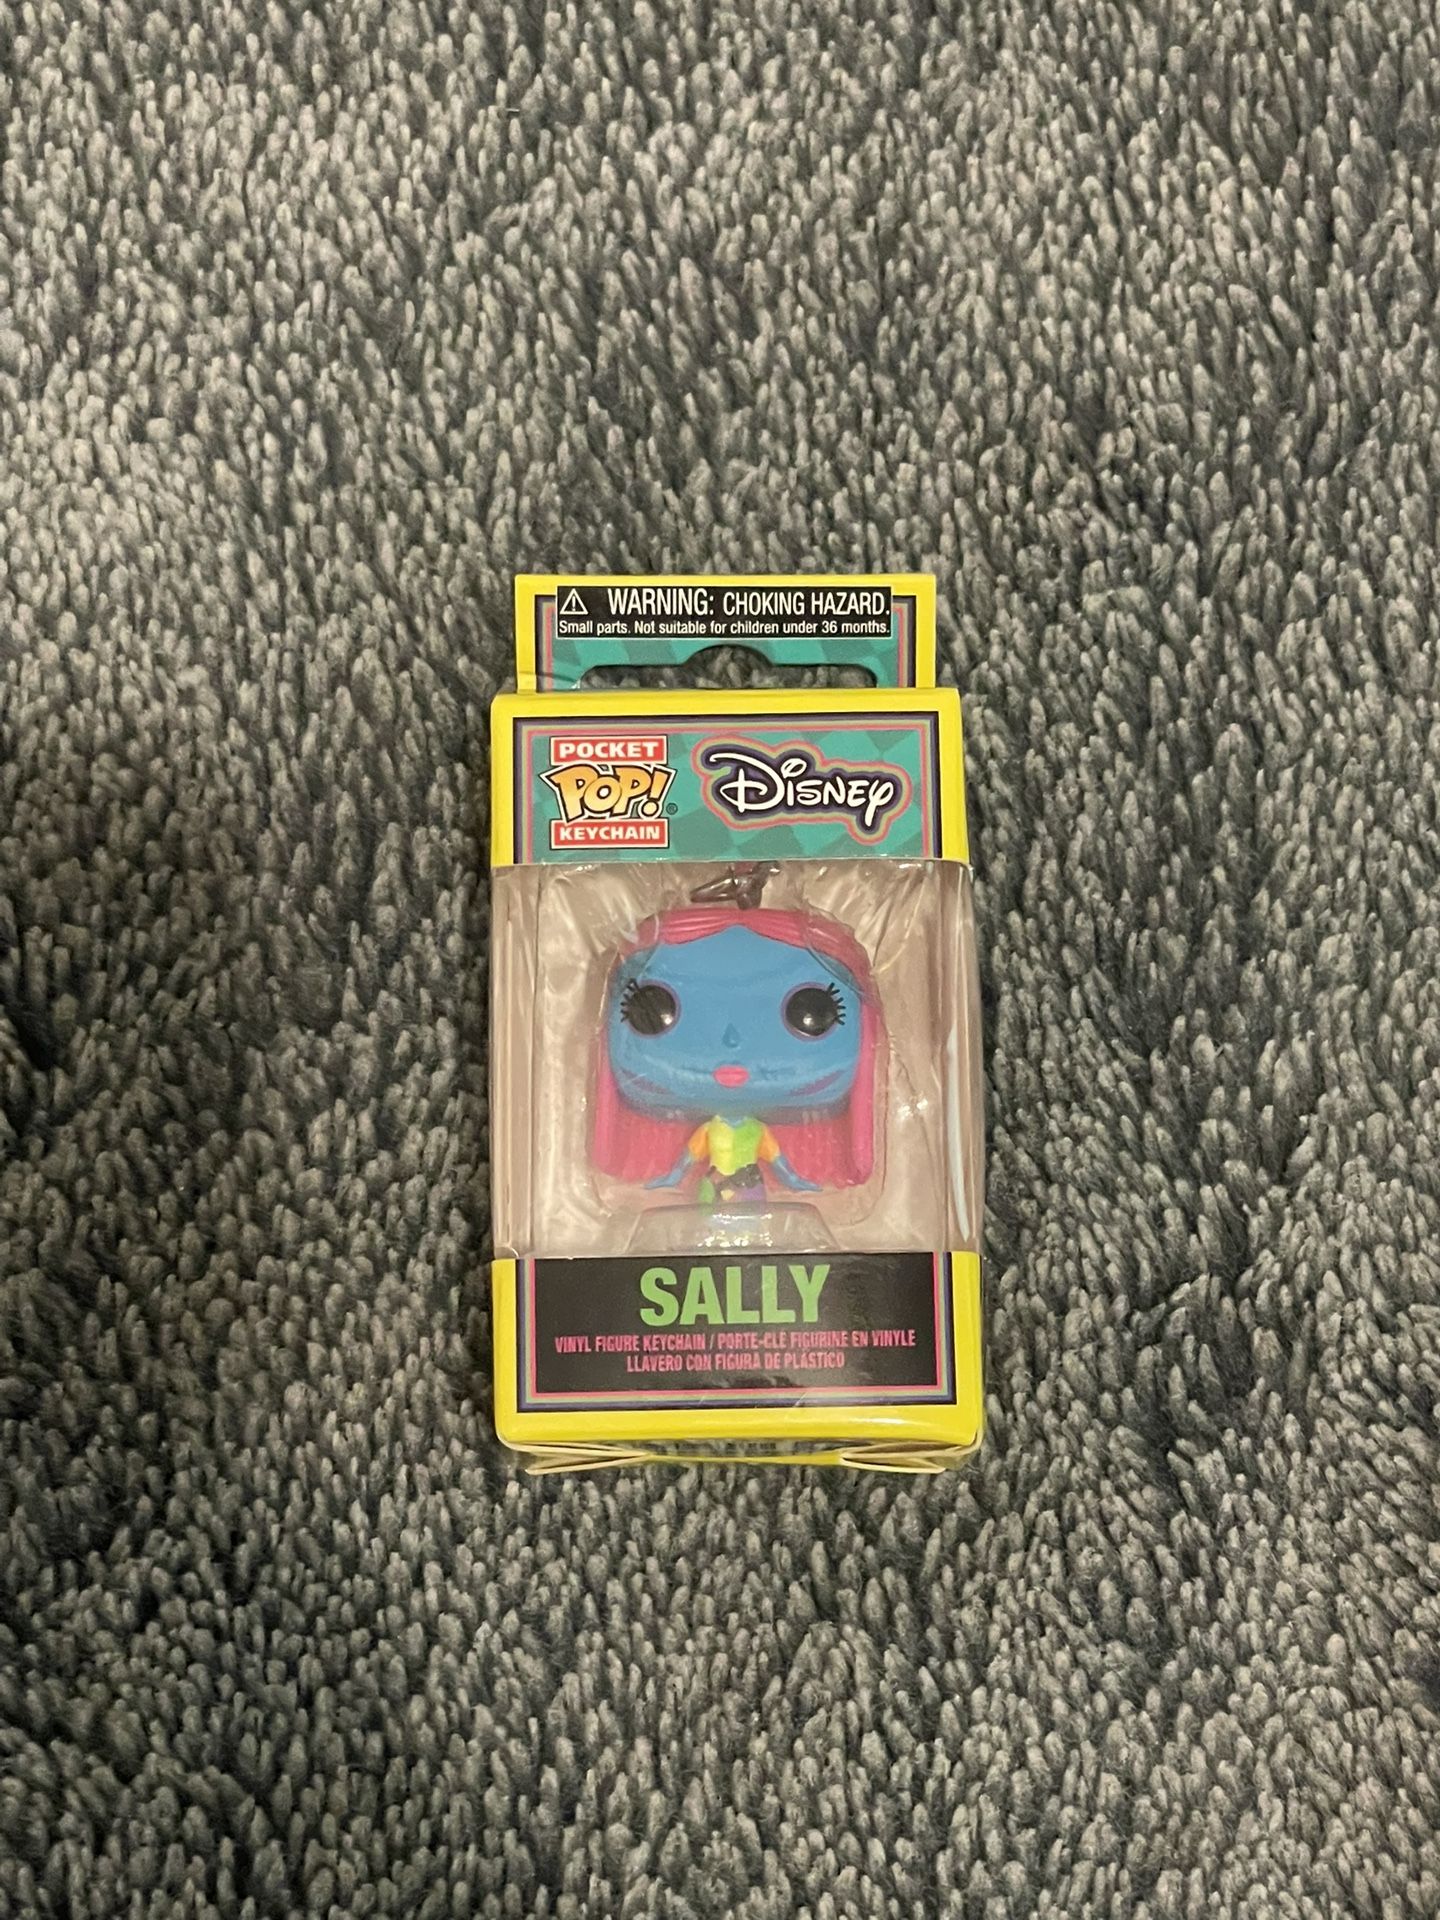 WARNING: CHOKING HAZARD.
Small parts. Not suitable for children under 36 months.
POCKET
POP!®
KEYCHAIN
Disney
SALLY
VINYL FIGURE KEYCHAIN / PORTE-CLÉ FIGURINE EN VINYLE
LLAVERO CON FIGURA DE PLÁSTICO